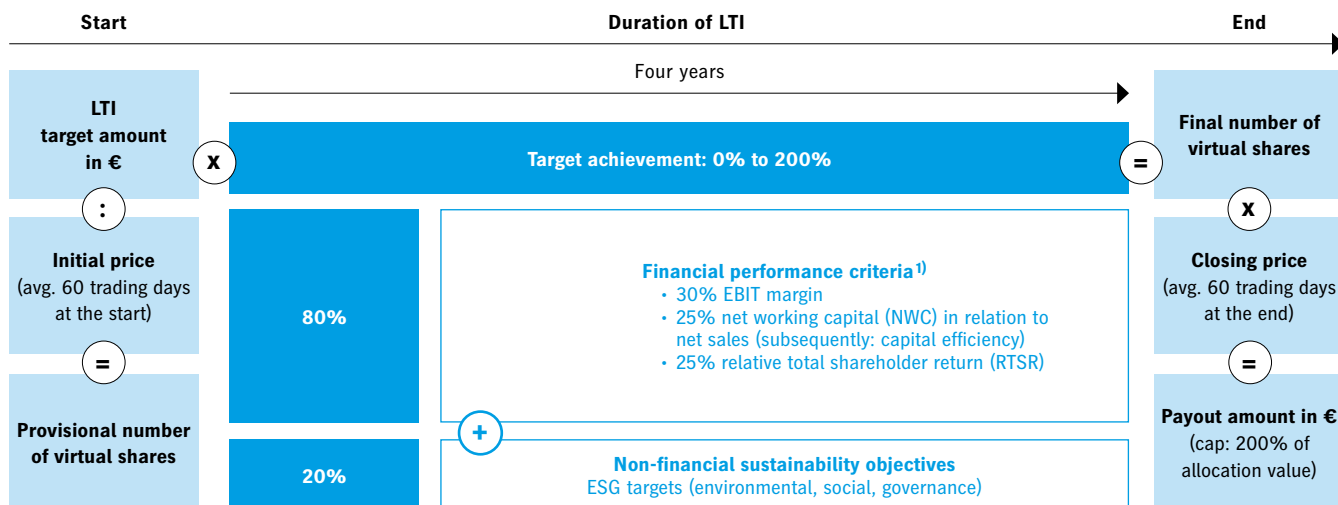 Start
Duration of LTI
End
Four years
LTI
target amount
in €
:
Initial price
(avg. 60 trading days
at the start)
=
Provisional number
of virtual shares
x
Target achievement: 0% to 200%
=
80%
Financial performance criteria1)
• 30% EBIT margin
• 25% net working capital (NWC) in relation to
net sales (subsequently: capital efficiency)
• 25% relative total shareholder return (RTSR)
+
20%
Non-financial sustainability objectives
ESG targets (environmental, social, governance)
Final number of
virtual shares
x
Closing price
(avg. 60 trading days
at the end)
=
Payout amount in €
(cap: 200% of
allocation value)